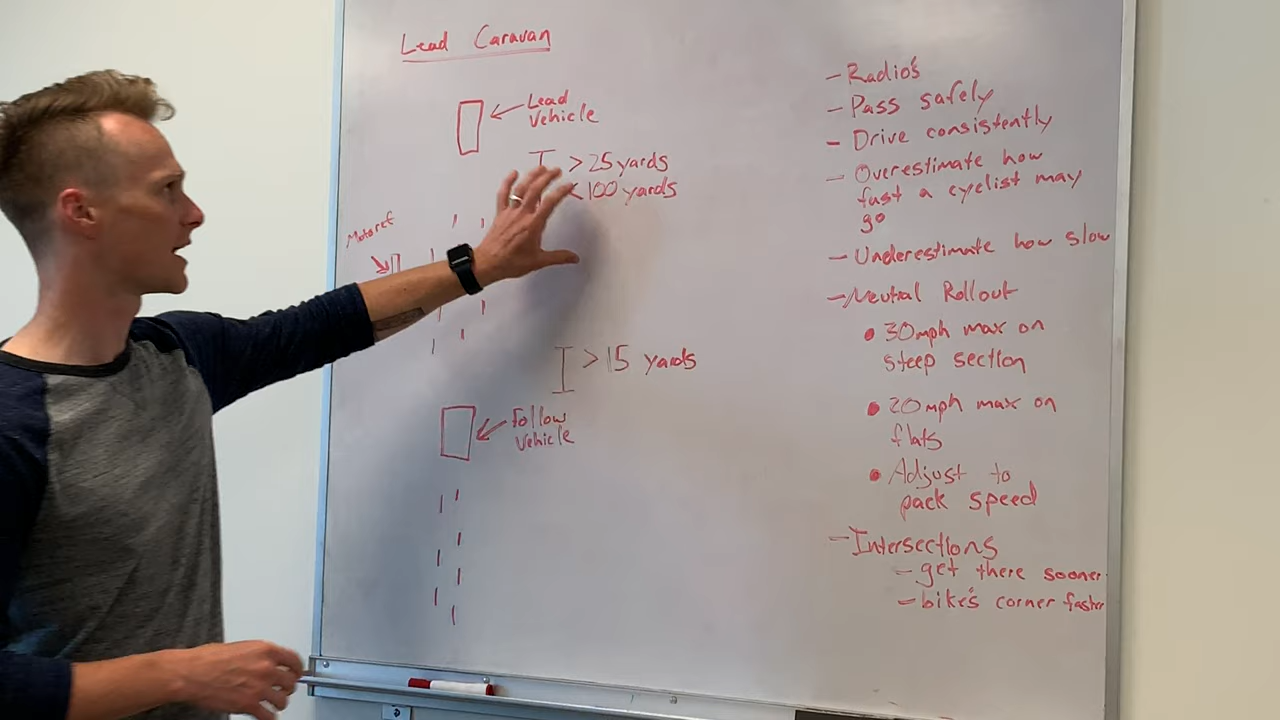 Lead Caravan
Lead
Vehicle
>25 yards
<100 yards
Motoref
>15 yards
Follow
Vehicle
- Radio's
- Pass safely
- Drive consistently
- Overestimate how
fast a cyclist may
go
- Underestimate how slow
- Neutral Rollout
• 30mph max on
steep section
• 20mph max on
flats
• Adjust to
pack speed
- Intersections
- get there sooner
- bike's corner faster